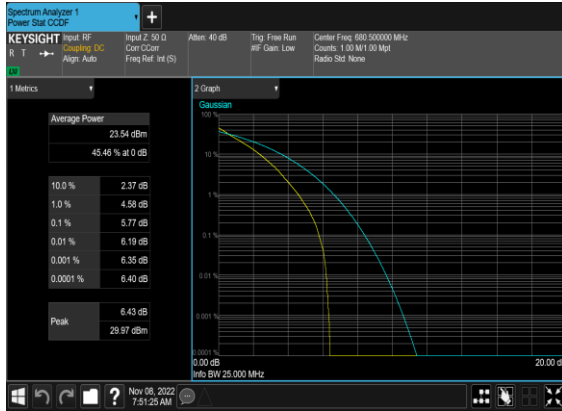 Spectrum Analyzer 1
Power Stat CCDF
+
KEYSIGHT
R T
LXI
Input: RF
Coupling: DC
Align: Auto
Input Z: 50 Ω
Corr CCorr
Freq Ref: Int (S)
Atten: 40 dB
Trig: Free Run
#IF Gain: Low
Center Freq: 680.500000 MHz
Counts: 1.00 M/1.00 Mpt
Radio Std: None
1 Metrics
Average Power
23.54 dBm
45.46 % at 0 dB
10.0 % 2.37 dB
1.0 % 4.58 dB
0.1 % 5.77 dB
0.01 % 6.19 dB
0.001 % 6.35 dB
0.0001 % 6.40 dB
Peak
6.43 dB
29.97 dBm
2 Graph
Gaussian
100 %
10 %
1 %
0.1 %
0.01 %
0.001 %
0.0001 %
0.00 dB
20.00 d
Info BW 25.000 MHz
?
Nov 08, 2022
7:51:25 AM